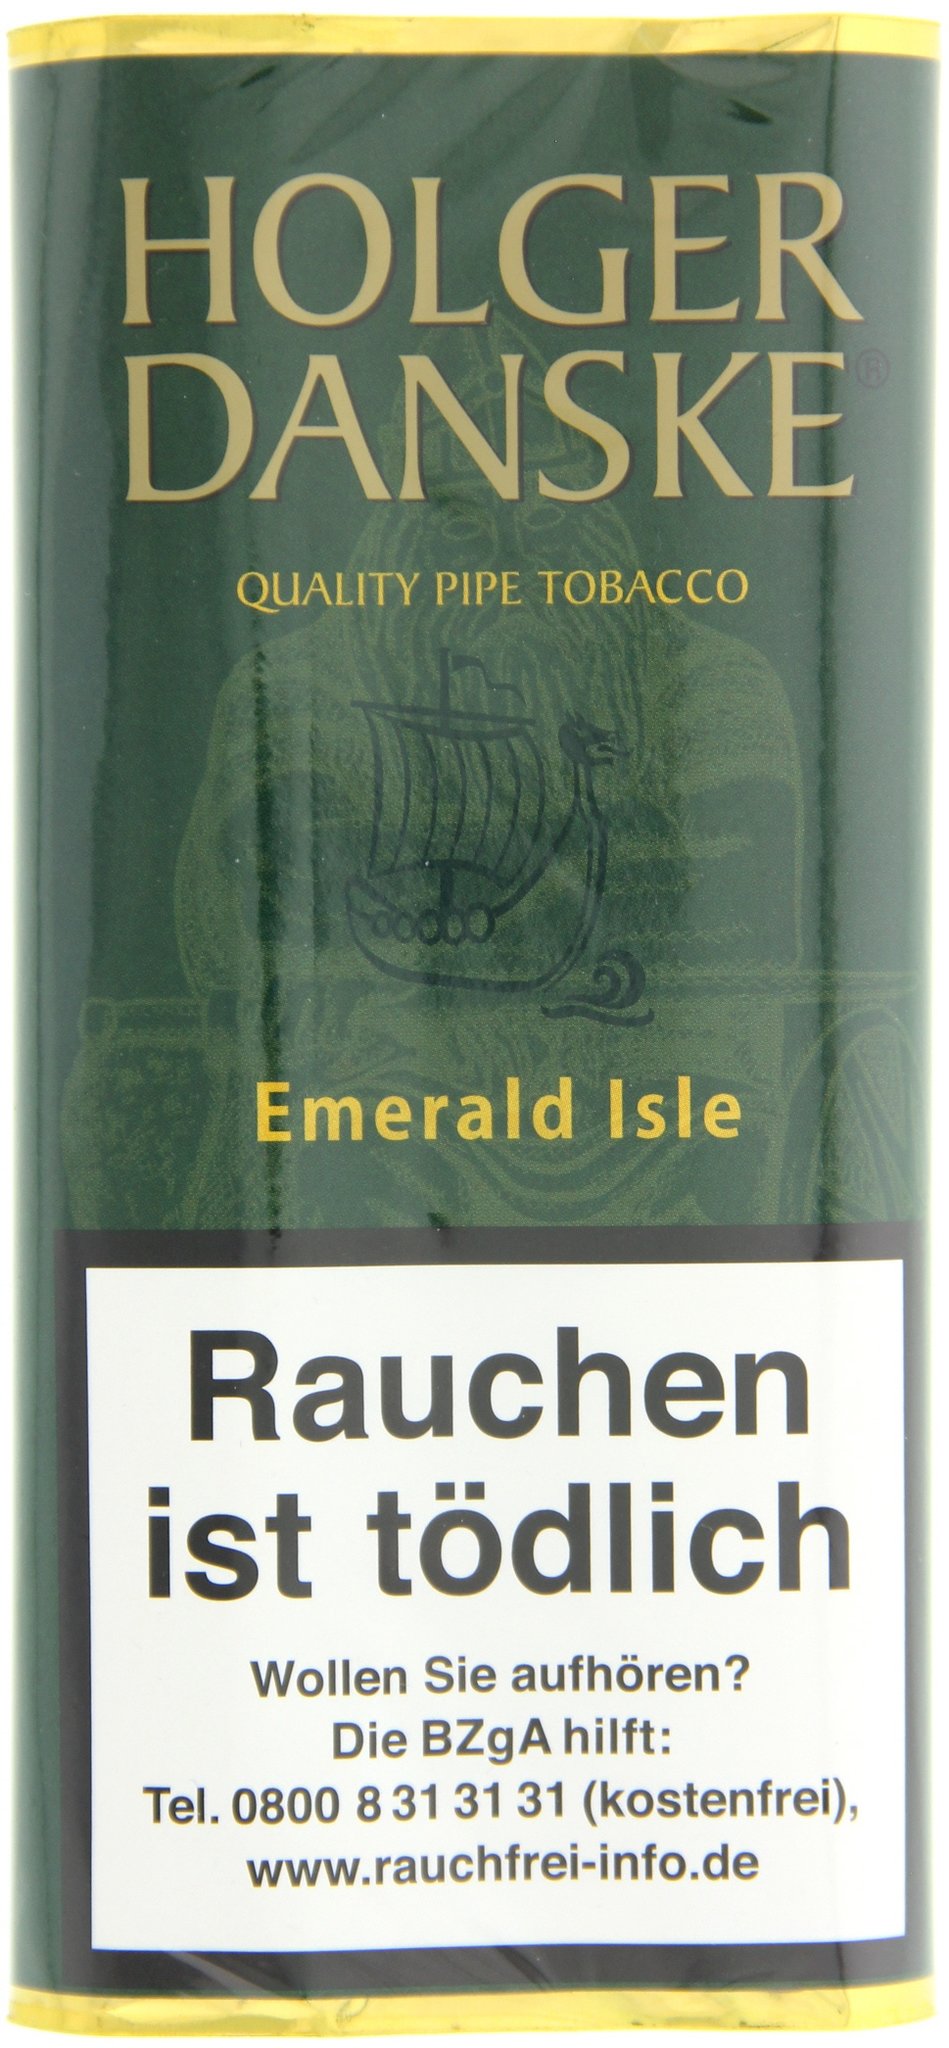 HOLGER
DANSKE®
QUALITY PIPE TOBACCO
Emerald Isle
Rauchen
ist tödlich
Wollen Sie aufhören?
Die BZgA hilft:
Tel. 0800 8 31 31 31 (kostenfrei),
www.rauchfrei-info.de